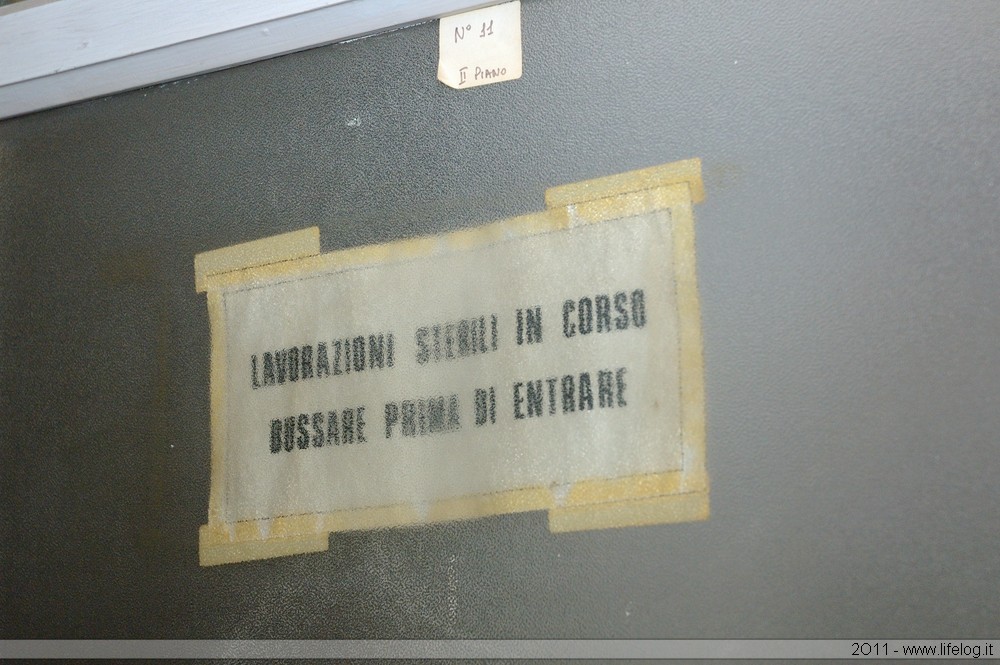 N° 11
II PIANO
LAVORAZIONI STERILI IN CORSO
BUSSARE PRIMA DI ENTRARE
2011 - www.lifelog.it